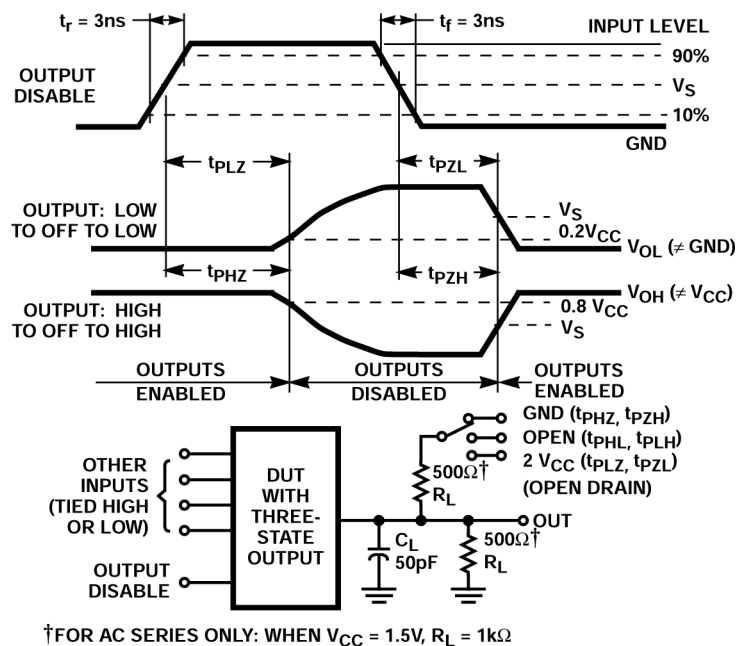 tr = 3ns
tf = 3ns
INPUT LEVEL
90%
OUTPUT
DISABLE
VS
10%
GND
tPLZ
tPZL
OUTPUT: LOW
TO OFF TO LOW
VS
0.2VCC
VOL (≠ GND)
tPHZ
tPZH
OUTPUT: HIGH
TO OFF TO HIGH
VOH (≠ VCC)
0.8 VCC
VS
OUTPUTS
ENABLED
OUTPUTS
DISABLED
OUTPUTS
ENABLED
GND (tPHZ, tPZH)
OPEN (tPHL, tPLH)
2 VCC (tPLZ, tPZL)
(OPEN DRAIN)
OTHER
INPUTS
(TIED HIGH
OR LOW)
OUTPUT
DISABLE
DUT
WITH
THREE-
STATE
OUTPUT
500Ω†
RL
OUT
CL
50pF
500Ω†
RL
†FOR AC SERIES ONLY: WHEN VCC = 1.5V, RL = 1kΩ